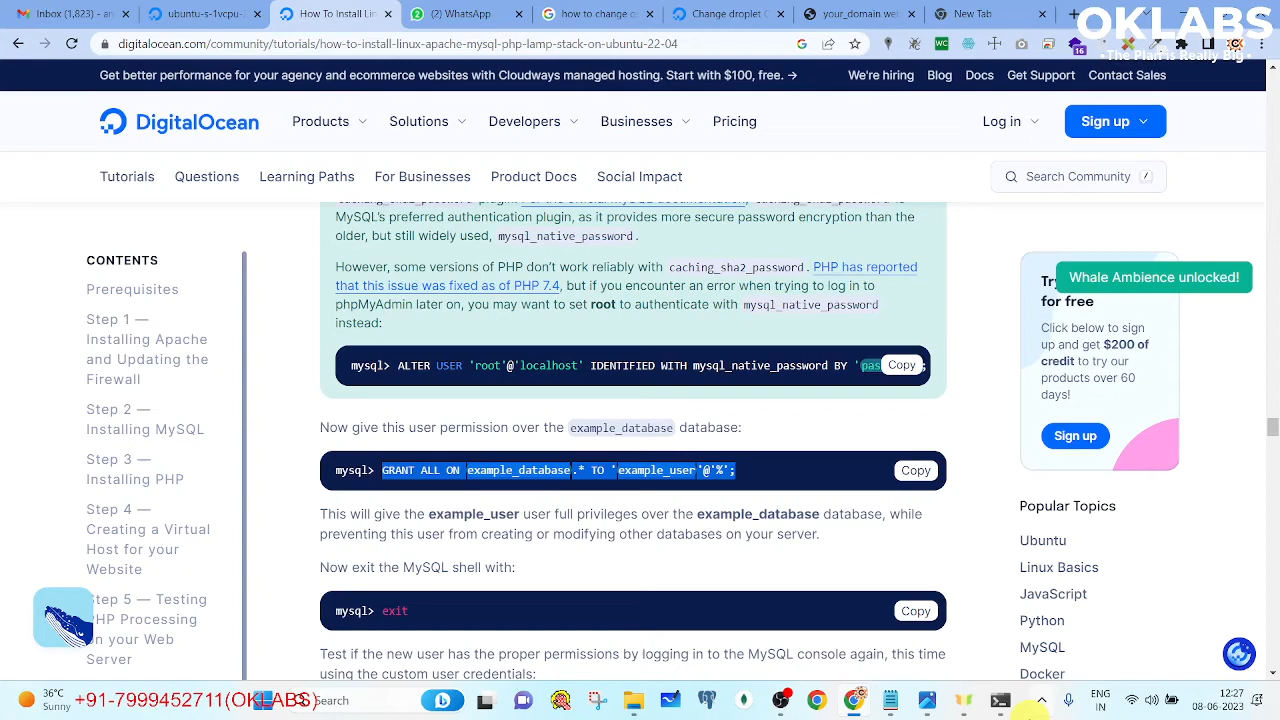 Inbox (1,823) - an
digitalocean-1vcpu-
How To Install Lin
(2) WhatsApp
how to change c
Change droplet C
your_domain web
New Tab
OKLABS
•The Plan is Really Big•
digitalocean.com/community/tutorials/how-to-install-linux-apache-mysql-php-lamp-stack-on-ubuntu-22-04
16
Get better performance for your agency and ecommerce websites with Cloudways managed hosting. Start with $100, free. →
We're hiring Blog Docs Get Support Contact Sales
DigitalOcean
Products Solutions Developers Businesses Pricing
Log in Sign up
Tutorials Questions Learning Paths For Businesses Product Docs Social Impact
Search Community /
CONTENTS
Prerequisites
Step 1 —
Installing Apache
and Updating the
Firewall
Step 2 —
Installing MySQL
Step 3 —
Installing PHP
Step 4 —
Creating a Virtual
Host for your
Website
Step 5 — Testing
PHP Processing
on your Web
Server
MySQL's preferred authentication plugin, as it provides more secure password encryption than the
older, but still widely used, mysql_native_password.
However, some versions of PHP don't work reliably with caching_sha2_password. PHP has reported
that this issue was fixed as of PHP 7.4, but if you encounter an error when trying to log in to
phpMyAdmin later on, you may want to set root to authenticate with mysql_native_password
instead:
mysql> ALTER USER 'root'@'localhost' IDENTIFIED WITH mysql_native_password BY 'pas
Copy
Now give this user permission over the example_database database:
mysql> GRANT ALL ON example_database.* TO 'example_user'@'%';
Copy
This will give the example_user user full privileges over the example_database database, while
preventing this user from creating or modifying other databases on your server.
Now exit the MySQL shell with:
mysql> exit
Copy
Test if the new user has the proper permissions by logging in to the MySQL console again, this time
using the custom user credentials:
Whale Ambience unlocked!
Try
for free
Click below to sign
up and get $200 of
credit to try our
products over 60
days!
Sign up
Popular Topics
Ubuntu
Linux Basics
JavaScript
Python
MySQL
Docker
36°C
Sunny
+91-7999452711(OKLABS)
Search
ENG
IN
12:27
08-06-2023